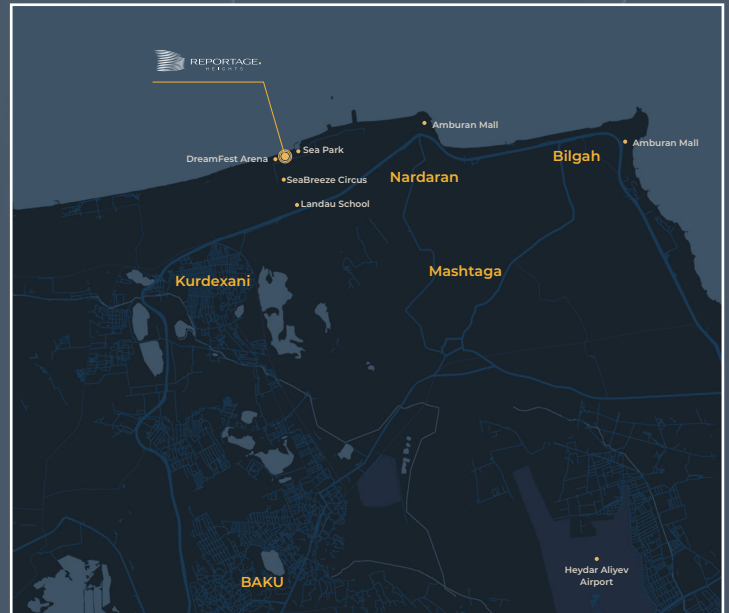 REPORTAGE
HEIGHTS
Amburan Mall
Sea Park
DreamFest Arena
Amburan Mall
Bilgah
SeaBreeze Circus
Nardaran
Landau School
Mashtaga
Kurdexani
Heydar Aliyev
Airport
BAKU